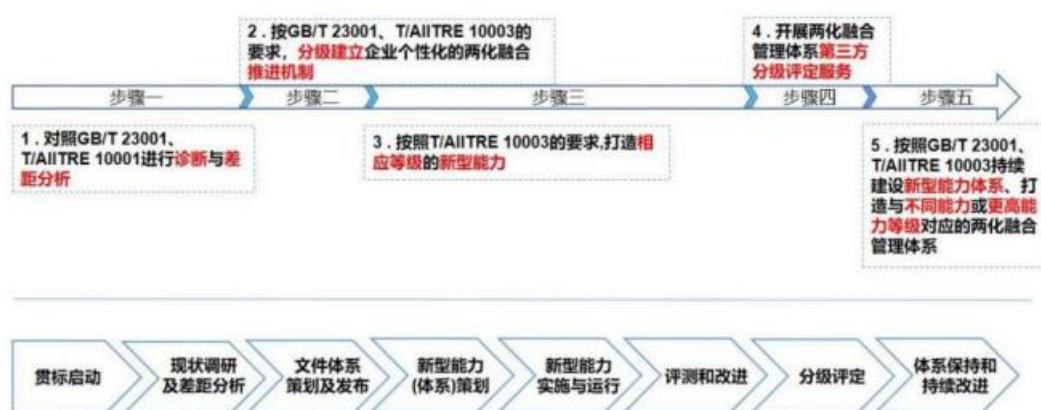 2．按GB/T 23001、T/AIITRE 10003的
要求，分级建立企业个性化的两化融合
推进机制
4．开展两化融合
管理体系第三方
分级评定服务
步骤一
步骤二
步骤三
步骤四
步骤五
1．对照GB/T 23001、
T/AIITRE 10001进行诊断与差
距分析
3．按照T/AIITRE 10003的要求,打造相
应等级的新型能力
5．按照GB/T 23001、
T/AIITRE 10003持续
建设新型能力体系、打
造与不同能力或更高能
力等级对应的两化融合
管理体系
贯标启动
现状调研
及差距分析
文件体系
策划及发布
新型能力
(体系)策划
新型能力
实施与运行
评测和改进
分级评定
体系保持和
持续改进